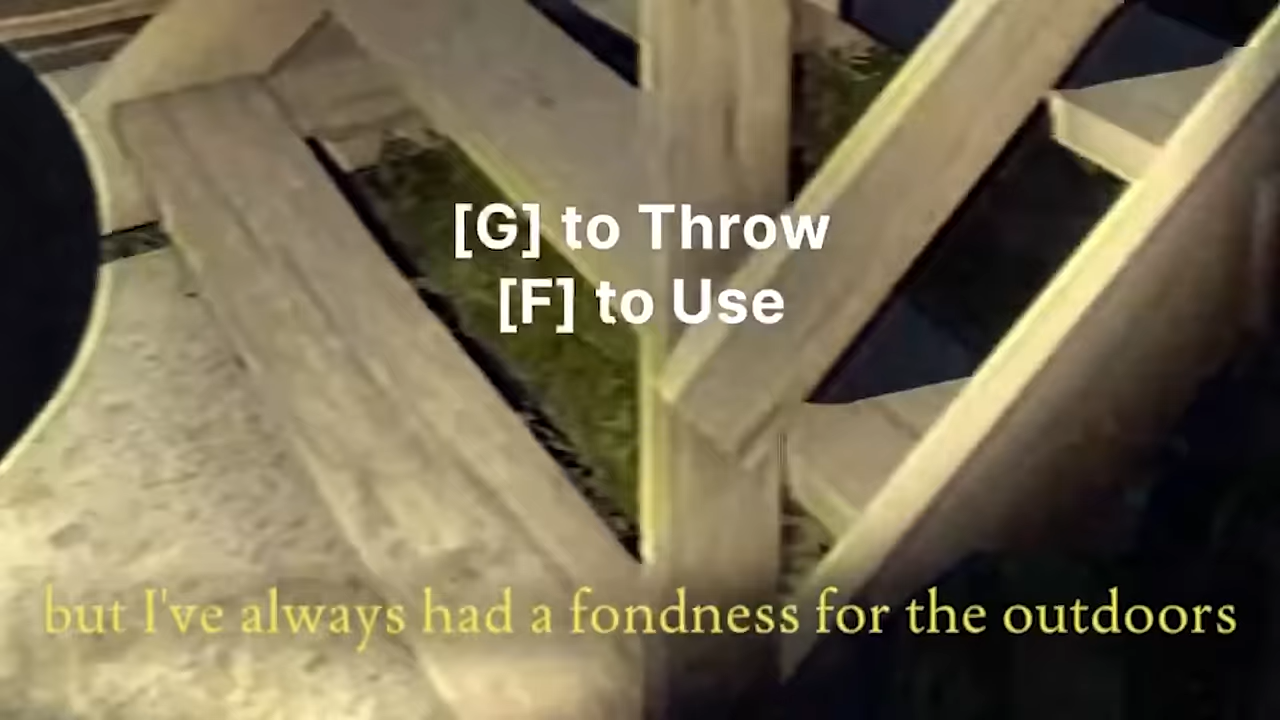 [G] to Throw
[F] to Use
but I've always had a fondness for the outdoors